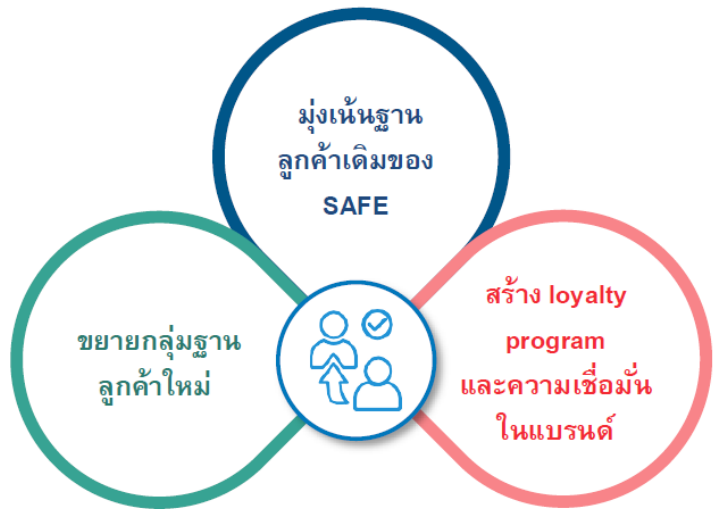 มุ่งเน้นฐาน
ลูกค้าเดิมของ
SAFE
ขยายกลุ่มฐาน
ลูกค้าใหม่
สร้าง loyalty
program
และความเชื่อมั่น
ในแบรนด์